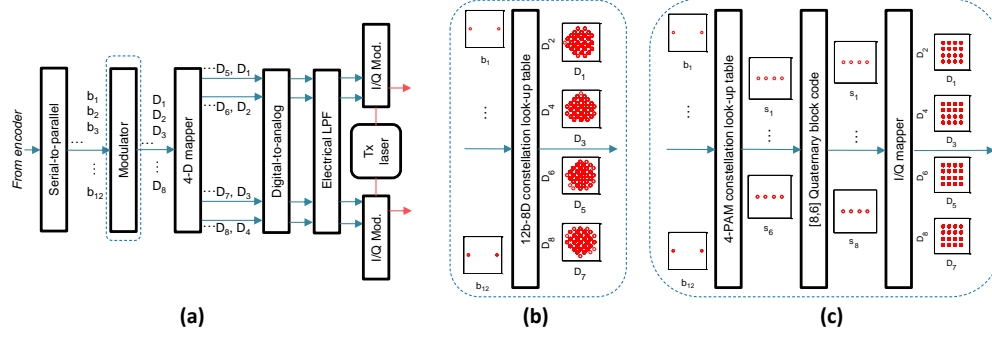 From encoder
Serial-to-parallel
b1
b2
b3
...
...
b12
Modulator
D1
D2
D3
...
...
D8
4-D mapper
...D5, D1
...D6, D2
...D7, D3
...D8, D4
Digital-to-analog
Electrical LPF
I/Q Mod.
Tx
laser
I/Q Mod.
(a)
b1
...
b12
12b-8D constellation look-up table
D2
D1
D4
D3
D6
D5
D8
D7
(b)
b1
...
b12
4-PAM constellation look-up table
s1
...
s6
[8,6] Quaternary block code
s1
...
s8
I/Q mapper
D2
D1
D4
D3
D6
D5
D8
D7
(c)